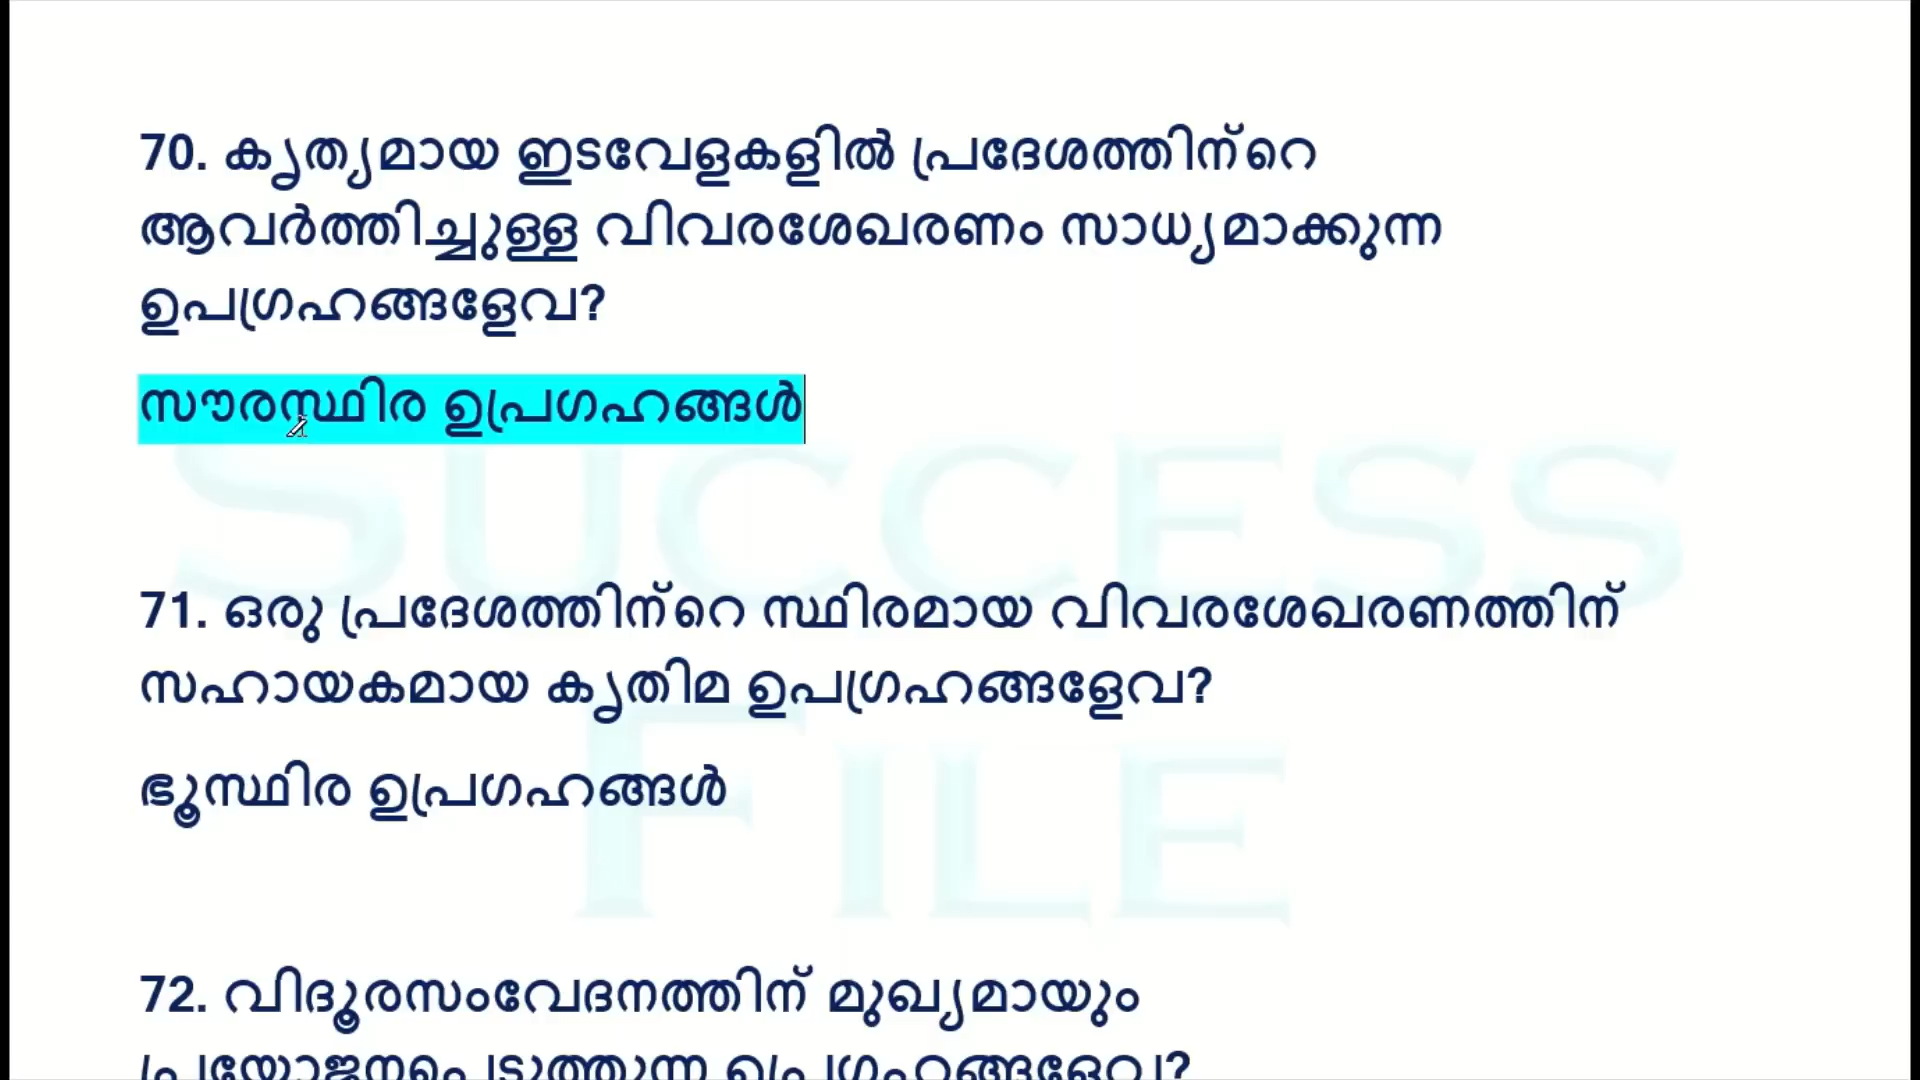 70. കൃത്യമായ ഇടവേളകളിൽ പ്രദേശത്തിന്റെ
ആവർത്തിച്ചുള്ള വിവരശേഖരണം സാധ്യമാക്കുന്ന
ഉപഗ്രഹങ്ങളേവ?
സൗരസ്ഥിര ഉപ്രഗഹങ്ങൾ
SUCCESS
71. ഒരു പ്രദേശത്തിന്റെ സ്ഥിരമായ വിവരശേഖരണത്തിന്
സഹായകമായ കൃതിമ ഉപഗ്രഹങ്ങളേവ?
FILE
ഭൂസ്ഥിര ഉപ്രഗഹങ്ങൾ
72. വിദൂരസംവേദനത്തിന് മുഖ്യമായും